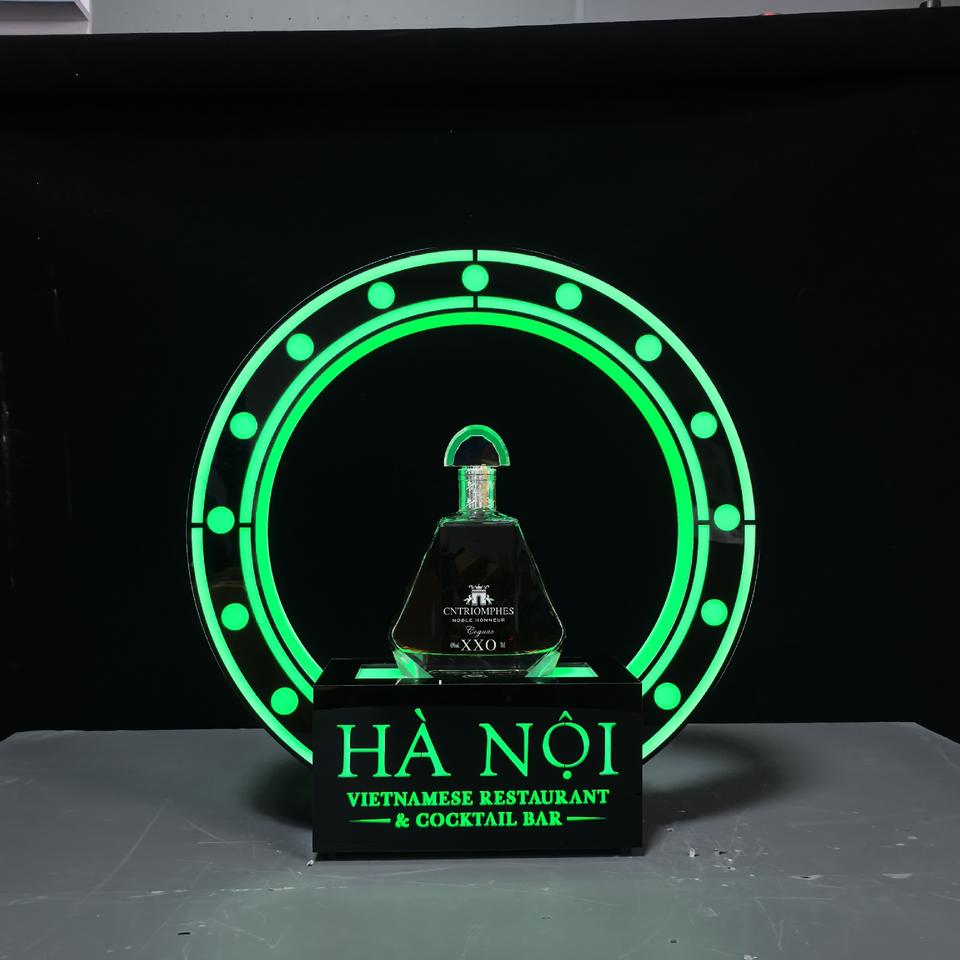 CNTRIOMPHES
NOBLE HONNEUR
Cognac
XXO
HÀ NỘI
VIETNAMESE RESTAURANT
& COCKTAIL BAR